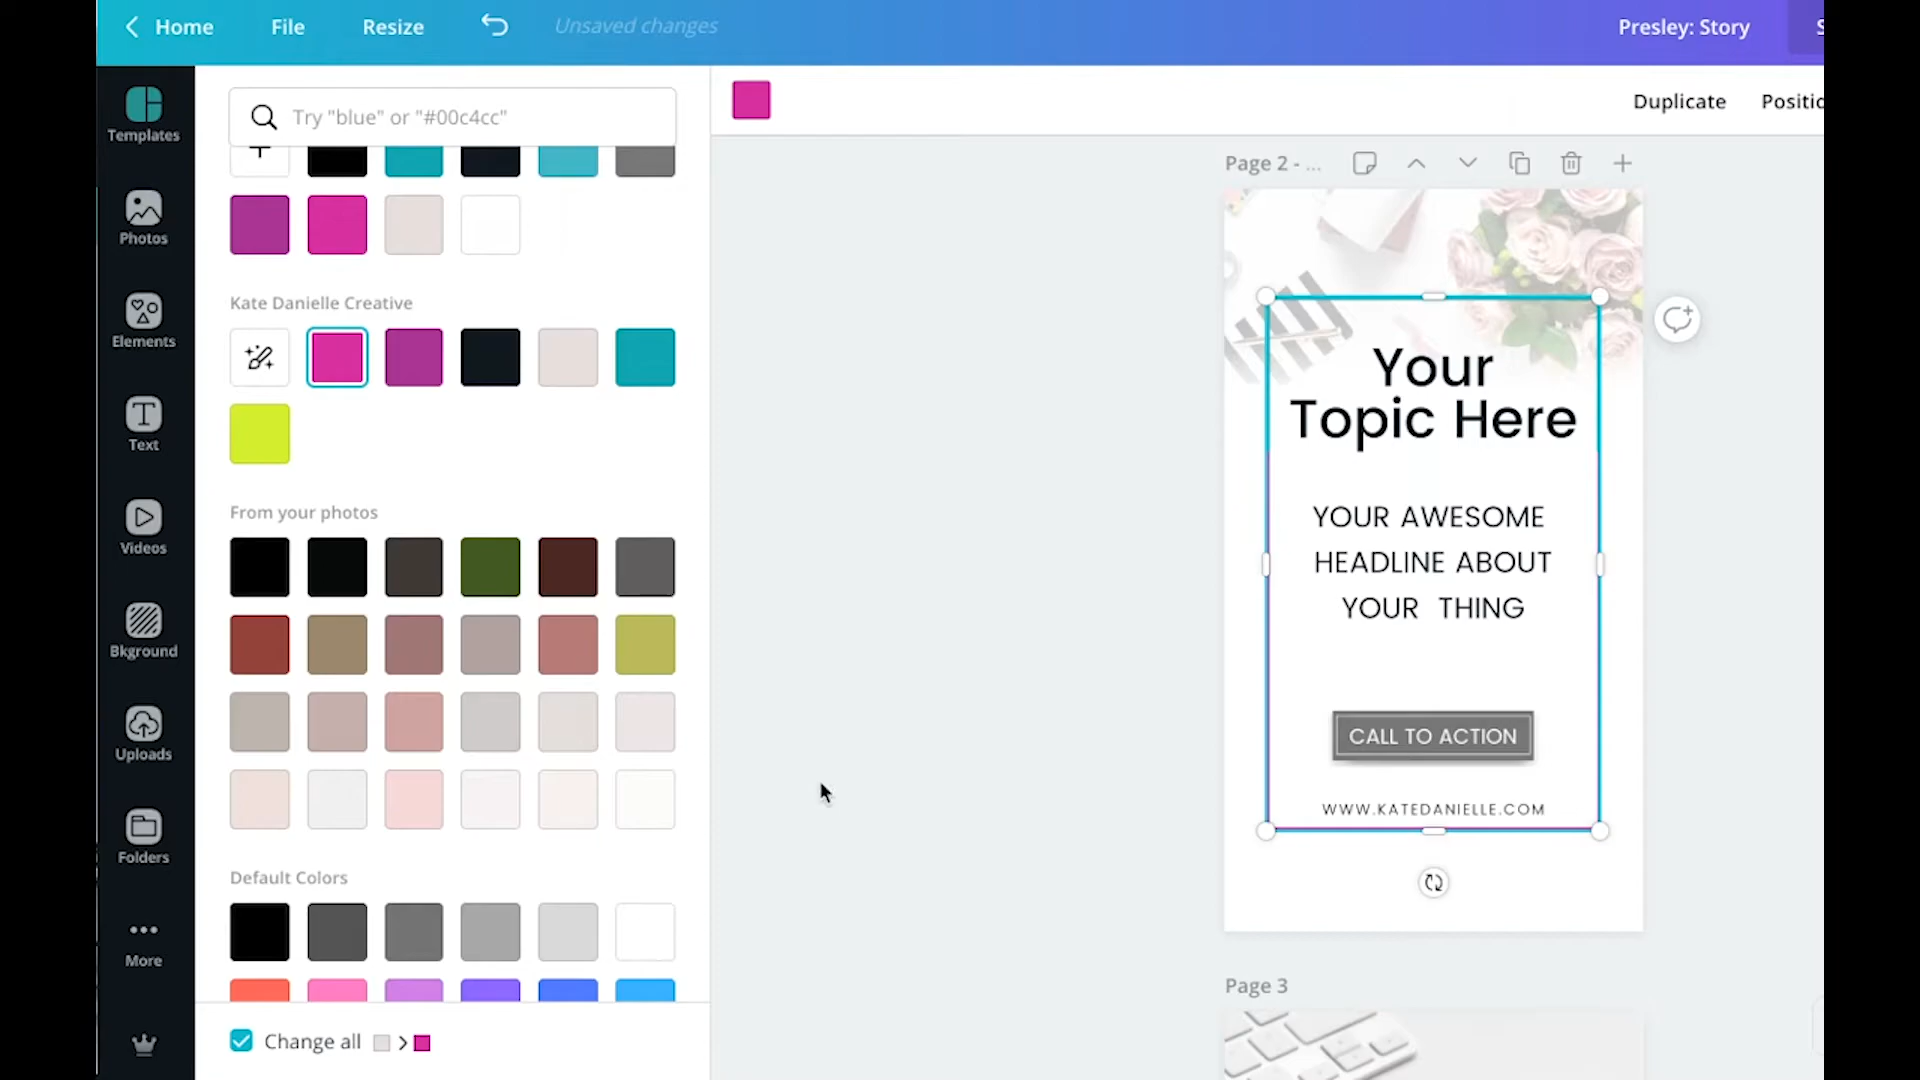 Home
File
Resize
Unsaved changes
Presley: Story
Templates
Photos
Elements
Text
Videos
Bkground
Uploads
Folders
More
Try "blue" or "#00c4cc"
Kate Danielle Creative
From your photos
Default Colors
Change all
Duplicate
Positic
Page 2 - ...
Your
Topic Here
YOUR AWESOME
HEADLINE ABOUT
YOUR THING
CALL TO ACTION
WWW.KATEDANIELLE.COM
Page 3